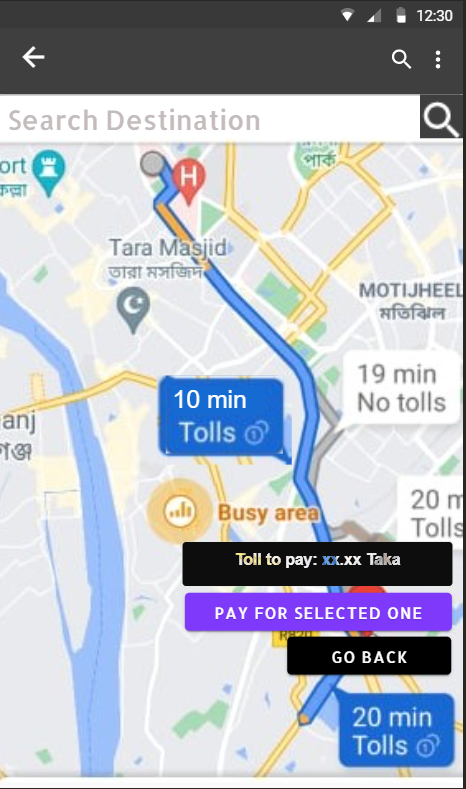 12:30
Search Destination
ort
কেল্লা
H
পার্ক
Tara Masjid
তারা মসজিদ
MOTIJHEEL
মতিঝিল
19 min
No tolls
10 min
Tolls
anj
গঞ্জ
20 m
Tolls
Busy area
Toll to pay: xx.xx Taka
PAY FOR SELECTED ONE
R820
GO BACK
20 min
Tolls